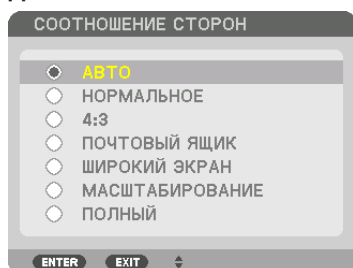 СООТНОШЕНИЕ СТОРОН
АВТО
НОРМАЛЬНОЕ
4:3
ПОЧТОВЫЙ ЯЩИК
ШИРОКИЙ ЭКРАН
МАСШТАБИРОВАНИЕ
ПОЛНЫЙ
ENTER EXIT